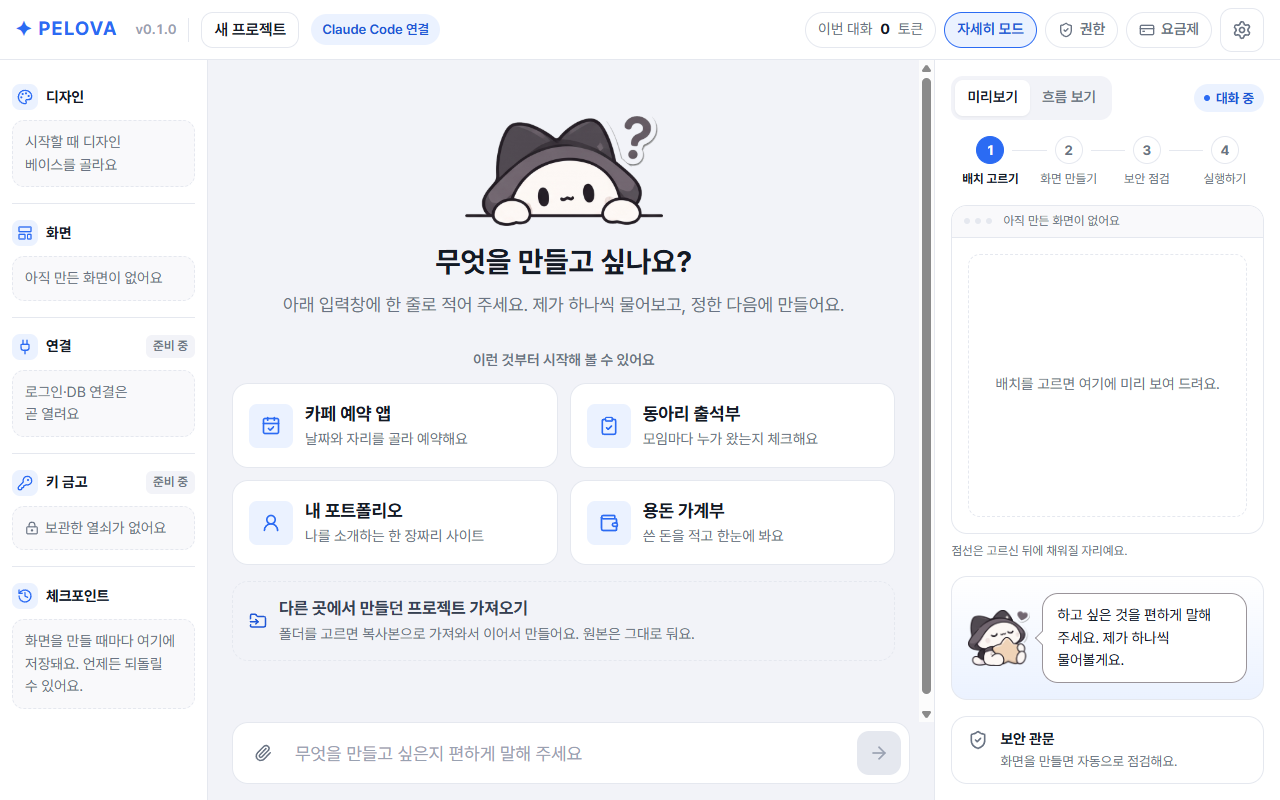 PELOVA v0.1.0 새 프로젝트 Claude Code 연결 이번 대화 0 토큰 자세히 모드 권한 요금제
디자인
시작할 때 디자인
베이스를 골라요
화면
아직 만든 화면이 없어요
연결 준비 중
로그인·DB 연결은
곧 열려요
키 금고 준비 중
보관한 열쇠가 없어요
체크포인트
화면을 만들 때마다 여기에
저장돼요. 언제든 되돌릴
수 있어요.
?
무엇을 만들고 싶나요?
아래 입력창에 한 줄로 적어 주세요. 제가 하나씩 물어보고, 정한 다음에 만들어요.
이런 것부터 시작해 볼 수 있어요
카페 예약 앱
날짜와 자리를 골라 예약해요
동아리 출석부
모임마다 누가 왔는지 체크해요
내 포트폴리오
나를 소개하는 한 장짜리 사이트
용돈 가계부
쓴 돈을 적고 한눈에 봐요
다른 곳에서 만들던 프로젝트 가져오기
폴더를 고르면 복사본으로 가져와서 이어서 만들어요. 원본은 그대로 둬요.
무엇을 만들고 싶은지 편하게 말해 주세요
미리보기 흐름 보기 대화 중
1 2 3 4
배치 고르기 화면 만들기 보안 점검 실행하기
아직 만든 화면이 없어요
배치를 고르면 여기에 미리 보여 드려요.
점선은 고르신 뒤에 채워질 자리예요.
하고 싶은 것을 편하게 말해
주세요. 제가 하나씩
물어볼게요.
보안 관문
화면을 만들면 자동으로 점검해요.